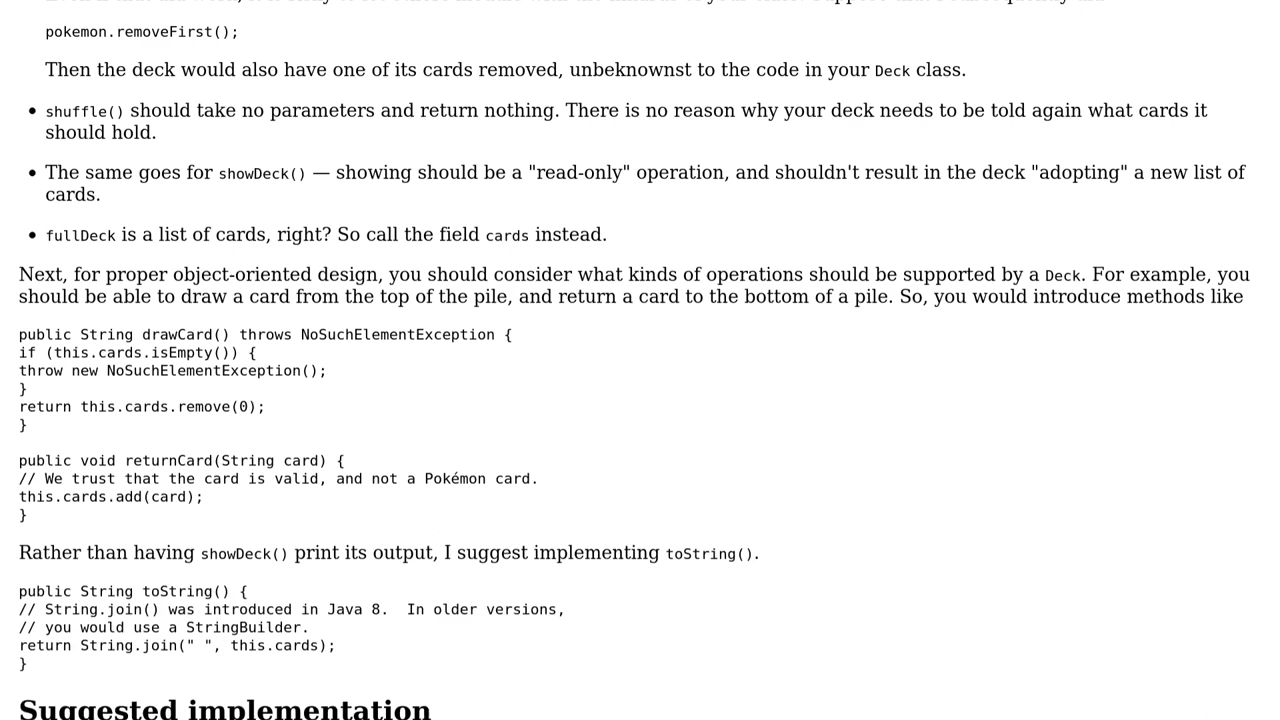 pokemon.removeFirst();
Then the deck would also have one of its cards removed, unbeknownst to the code in your Deck class.
• shuffle() should take no parameters and return nothing. There is no reason why your deck needs to be told again what cards it
should hold.
• The same goes for showDeck() — showing should be a "read-only" operation, and shouldn't result in the deck "adopting" a new list of
cards.
• fullDeck is a list of cards, right? So call the field cards instead.
Next, for proper object-oriented design, you should consider what kinds of operations should be supported by a Deck. For example, you
should be able to draw a card from the top of the pile, and return a card to the bottom of a pile. So, you would introduce methods like
public String drawCard() throws NoSuchElementException {
if (this.cards.isEmpty()) {
throw new NoSuchElementException();
}
return this.cards.remove(0);
}
public void returnCard(String card) {
// We trust that the card is valid, and not a Pokémon card.
this.cards.add(card);
}
Rather than having showDeck() print its output, I suggest implementing toString().
public String toString() {
// String.join() was introduced in Java 8.  In older versions,
// you would use a StringBuilder.
return String.join(" ", this.cards);
}
Suggested implementation